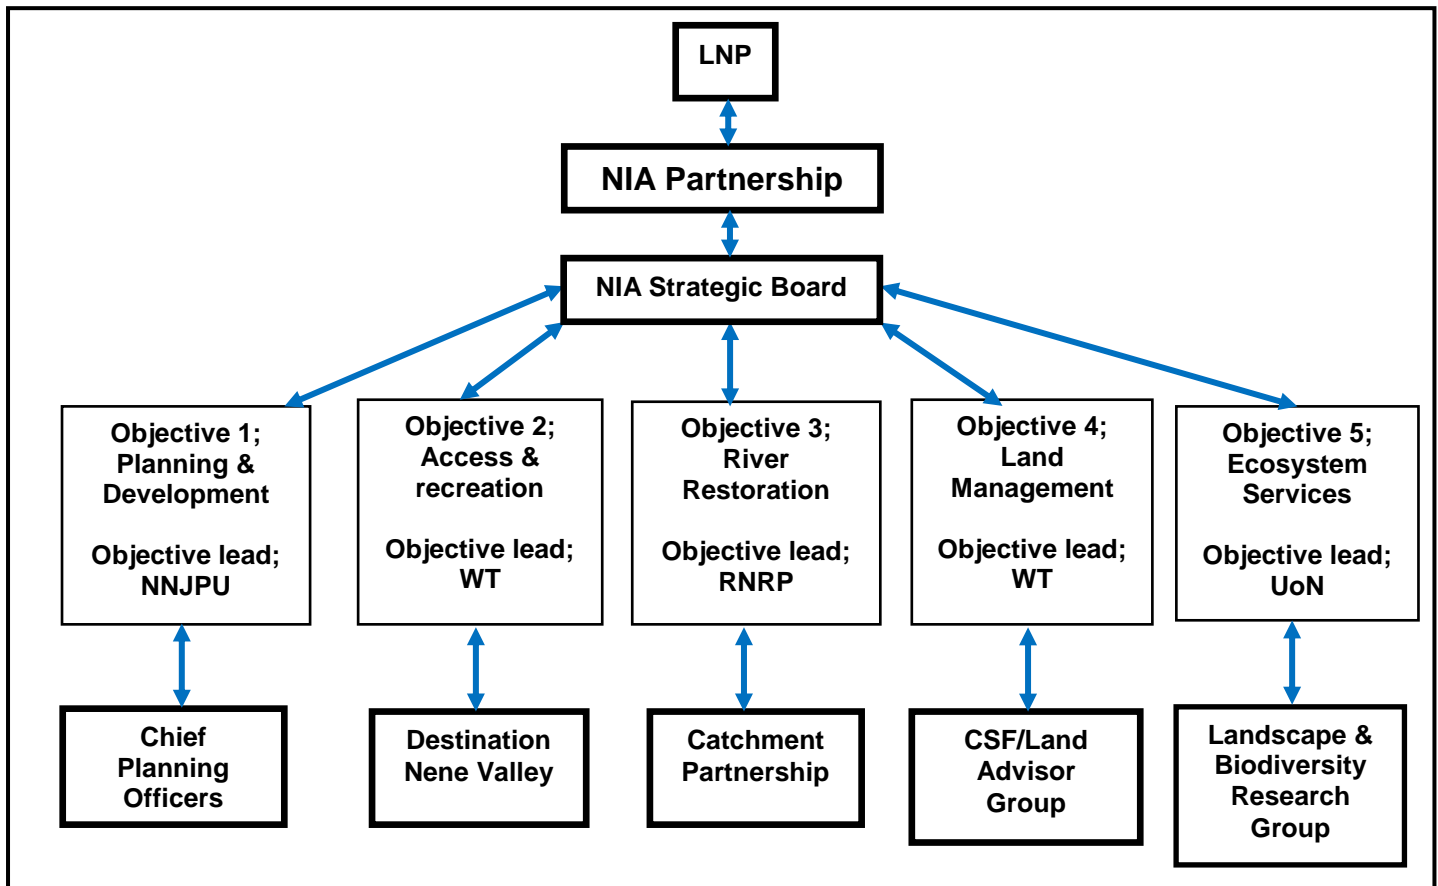 LNP
NIA Partnership
NIA Strategic Board
Objective 1;
Planning &
Development
Objective lead;
NNJPU
Objective 2;
Access &
recreation
Objective lead;
WT
Objective 3;
River
Restoration
Objective lead;
RNRP
Objective 4;
Land
Management
Objective lead;
WT
Objective 5;
Ecosystem
Services
Objective lead;
UoN
Chief
Planning
Officers
Destination
Nene Valley
Catchment
Partnership
CSF/Land
Advisor
Group
Landscape &
Biodiversity
Research
Group